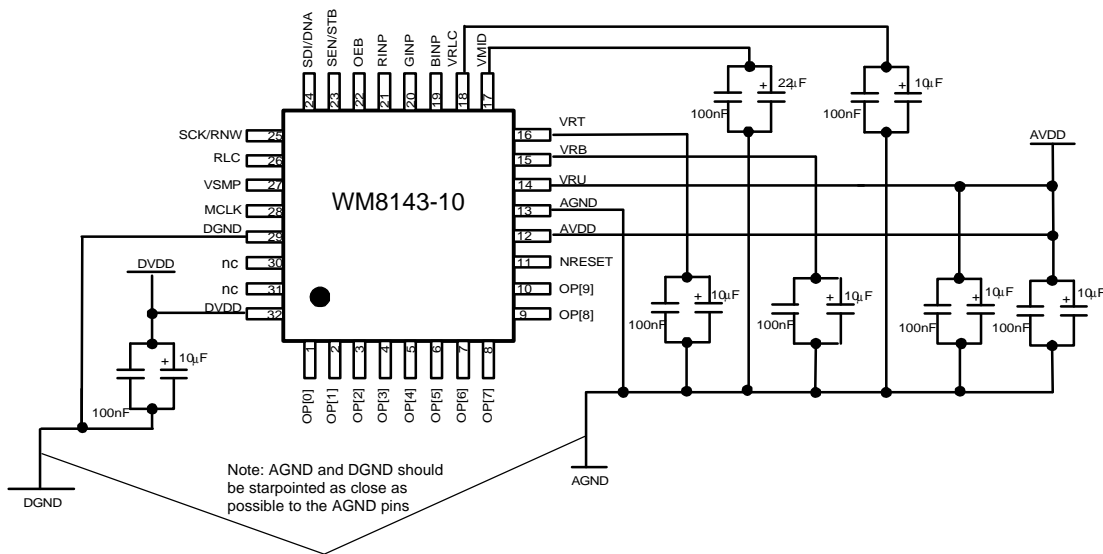 SDI/DNA
SEN/STB
OEB
RINP
GINP
BINP
VRLC
VMID
24
23
22
21
20
19
18
17
+
22µF
100nF
+
10µF
100nF
SCK/RNW
25
RLC
26
VSMP
27
MCLK
28
DGND
29
nc
30
nc
31
DVDD
32
WM8143-10
16
VRT
15
VRB
14
VRU
13
AGND
12
AVDD
11
NRESET
10
OP[9]
9
OP[8]
AVDD
DVDD
+
10µF
100nF
+
10µF
100nF
+
10µF
100nF
+
10µF
100nF
+
10µF
100nF
1
2
3
4
5
6
7
8
OP[0]
OP[1]
OP[2]
OP[3]
OP[4]
OP[5]
OP[6]
OP[7]
Note: AGND and DGND should
be starpointed as close as
possible to the AGND pins
DGND
AGND